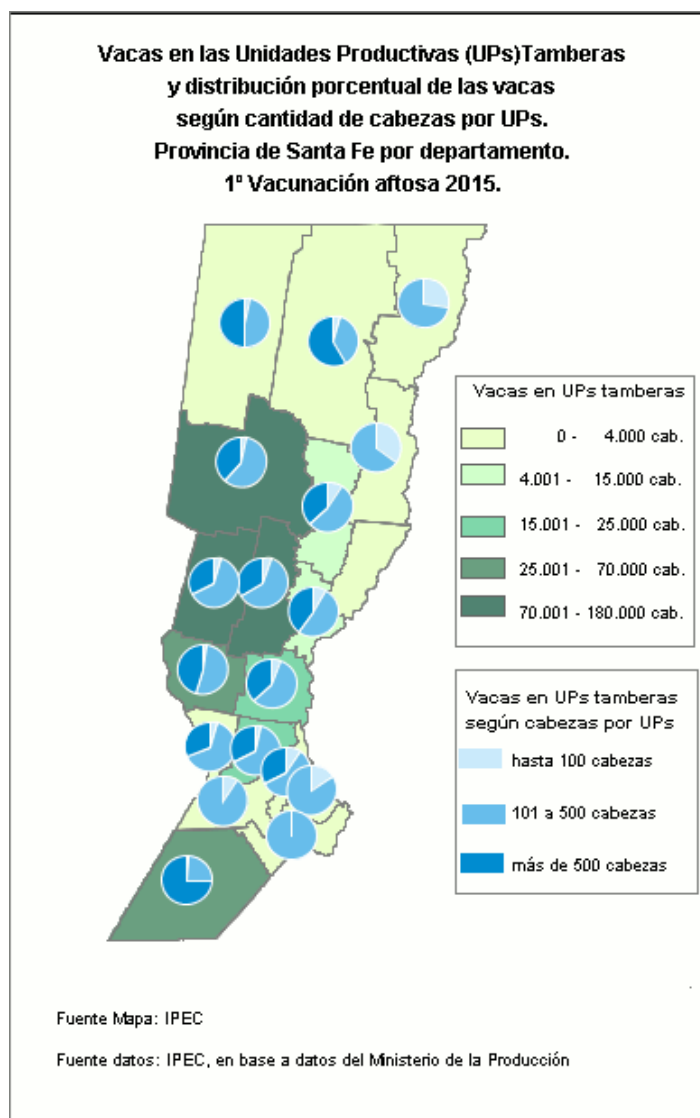 Vacas en las Unidades Productivas (UPs)Tamberas
y distribución porcentual de las vacas
según cantidad de cabezas por UPs.
Provincia de Santa Fe por departamento.
1º Vacunación aftosa 2015.
Vacas en UPs tamberas
0 - 4.000 cab.
4.001 - 15.000 cab.
15.001 - 25.000 cab.
25.001 - 70.000 cab.
70.001 - 180.000 cab.
Vacas en UPs tamberas
según cabezas por UPs
hasta 100 cabezas
101 a 500 cabezas
más de 500 cabezas
Fuente Mapa: IPEC
Fuente datos: IPEC, en base a datos del Ministerio de la Producción